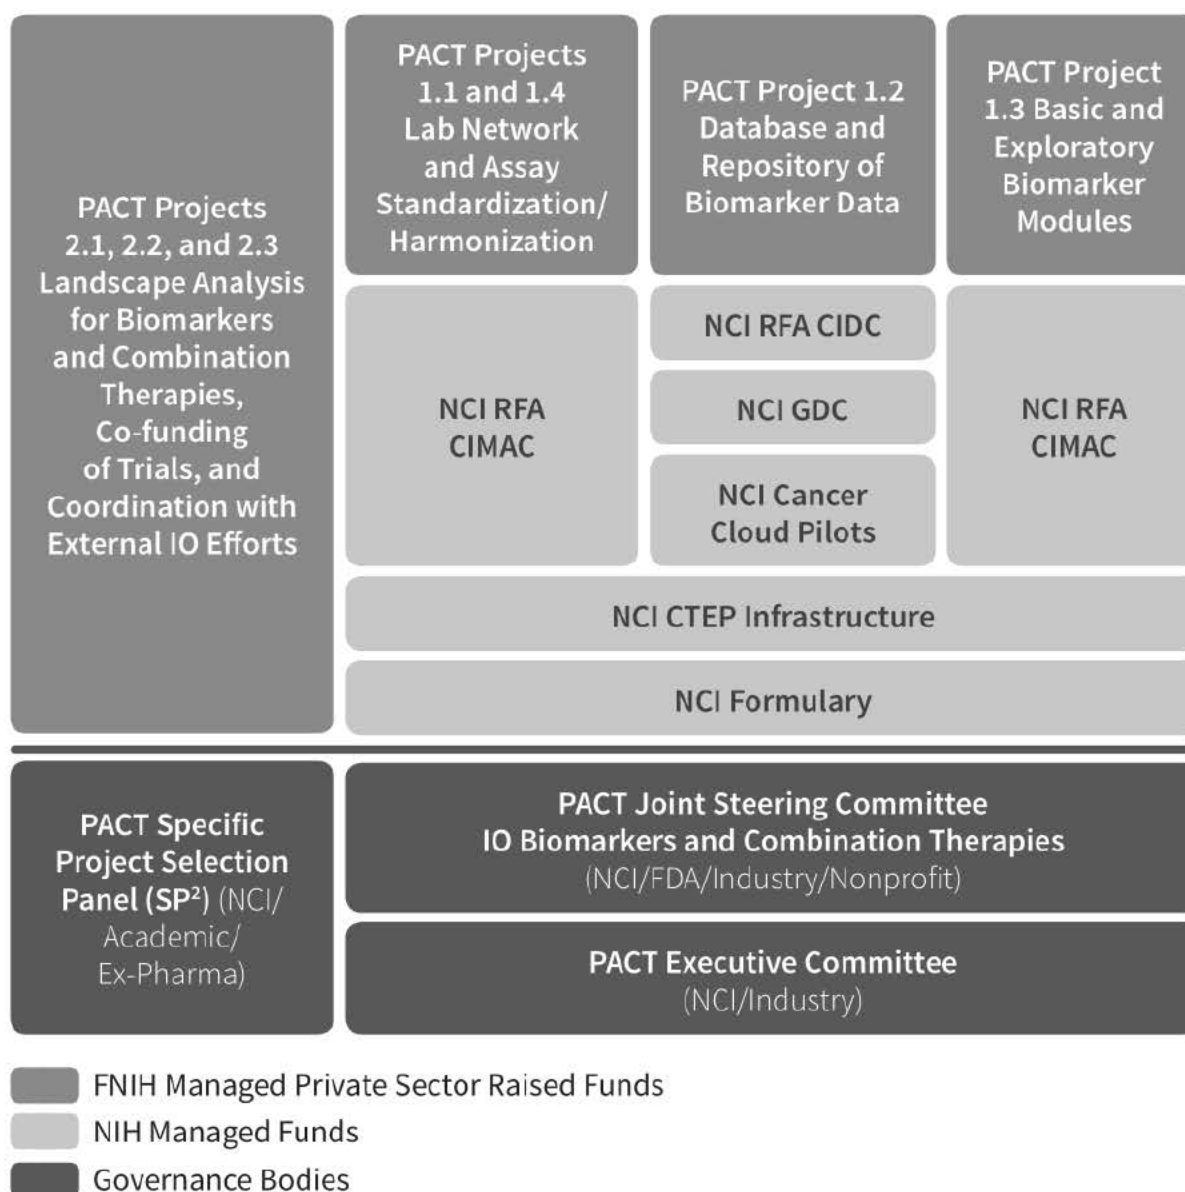 PACT Projects
2.1, 2.2, and 2.3
Landscape Analysis
for Biomarkers
and Combination
Therapies,
Co-funding
of Trials, and
Coordination with
External IO Efforts
PACT Projects
1.1 and 1.4
Lab Network
and Assay
Standardization/
Harmonization
PACT Project 1.2
Database and
Repository of
Biomarker Data
PACT Project
1.3 Basic and
Exploratory
Biomarker
Modules
NCI RFA
CIMAC
NCI RFA CIDC
NCI GDC
NCI Cancer
Cloud Pilots
NCI RFA
CIMAC
NCI CTEP Infrastructure
NCI Formulary
PACT Specific
Project Selection
Panel (SP²) (NCI/
Academic/
Ex-Pharma)
PACT Joint Steering Committee
IO Biomarkers and Combination Therapies
(NCI/FDA/Industry/Nonprofit)
PACT Executive Committee
(NCI/Industry)
FNIH Managed Private Sector Raised Funds
NIH Managed Funds
Governance Bodies